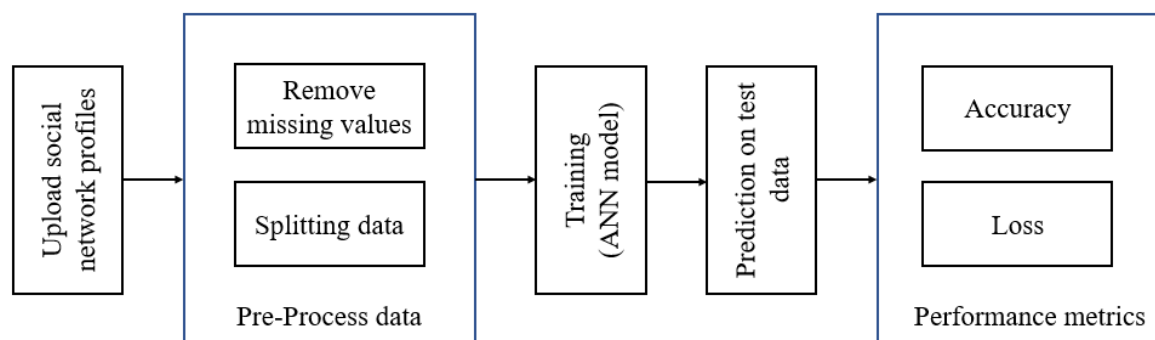 Upload social
network profiles
Remove
missing values
Splitting data
Pre-Process data
Training
(ANN model)
Prediction on test
data
Accuracy
Loss
Performance metrics